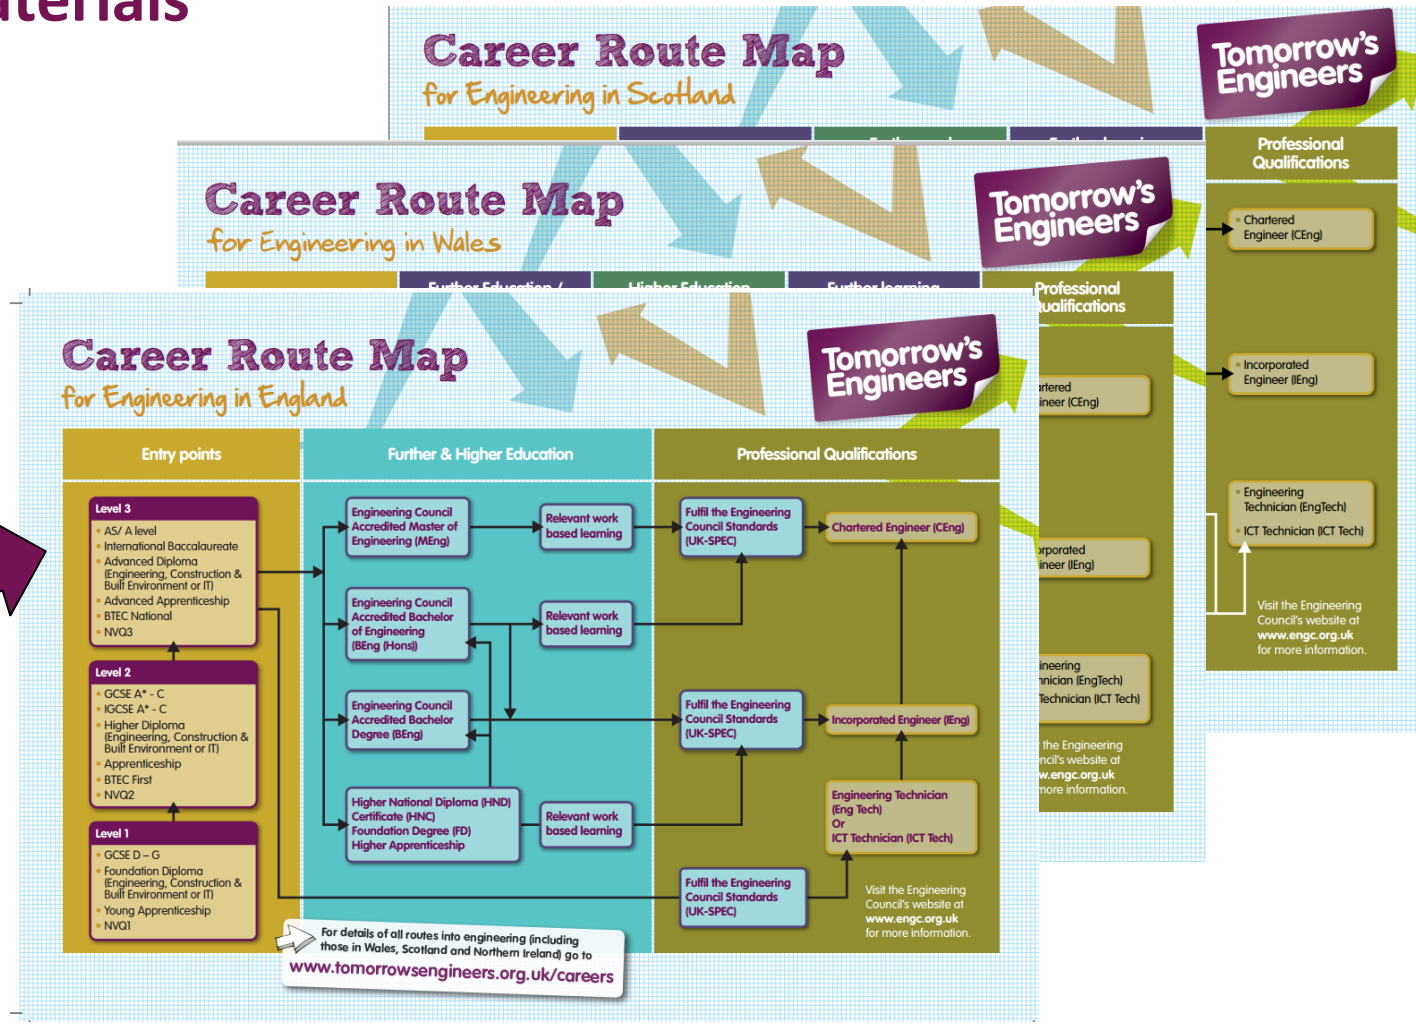 Career Route Map
for Engineering in Scotland
Tomorrow's
Engineers
Professional
Qualifications
• Chartered
Engineer (CEng)
• Incorporated
Engineer (IEng)
• Engineering
Technician (EngTech)
• ICT Technician (ICT Tech)
Visit the Engineering
Council's website at
www.engc.org.uk
for more information.
Career Route Map
for Engineering in Wales
Tomorrow's
Engineers
Further Education /
Higher Education
Further learning
Professional
(CEng)
(IEng)
(EngTech)
Technician (ICT Tech)
the Engineering
website at
more information.
Career Route Map
for Engineering in England
Tomorrow's
Engineers
Entry points
Further & Higher Education
Professional Qualifications
Level 3
• AS/ A level
• International Baccalaureate
• Advanced Diploma
(Engineering, Construction &
Built Environment or IT)
• Advanced Apprenticeship
• BTEC National
• NVQ3
Level 2
• GCSE A* - C
• IGCSE A* - C
• Higher Diploma
(Engineering, Construction &
Built Environment or IT)
• Apprenticeship
• BTEC First
• NVQ2
Level 1
• GCSE D – G
• Foundation Diploma
(Engineering, Construction &
Built Environment or IT)
• Young Apprenticeship
• NVQ1
Engineering Council
Accredited Master of
Engineering (MEng)
Relevant work
based learning
Fulfil the Engineering
Council Standards
(UK-SPEC)
Chartered Engineer (CEng)
Engineering Council
Accredited Bachelor
of Engineering
(BEng (Hons))
Relevant work
based learning
Engineering Council
Accredited Bachelor
Degree (BEng)
Fulfil the Engineering
Council Standards
(UK-SPEC)
Incorporated Engineer (IEng)
Higher National Diploma (HND)
Certificate (HNC)
Foundation Degree (FD)
Higher Apprenticeship
Relevant work
based learning
Engineering Technician
(Eng Tech)
Or
ICT Technician (ICT Tech)
Fulfil the Engineering
Council Standards
(UK-SPEC)
Visit the Engineering
Council's website at
www.engc.org.uk
for more information.
For details of all routes into engineering (including
those in Wales, Scotland and Northern Ireland) go to
www.tomorrowsengineers.org.uk/careers